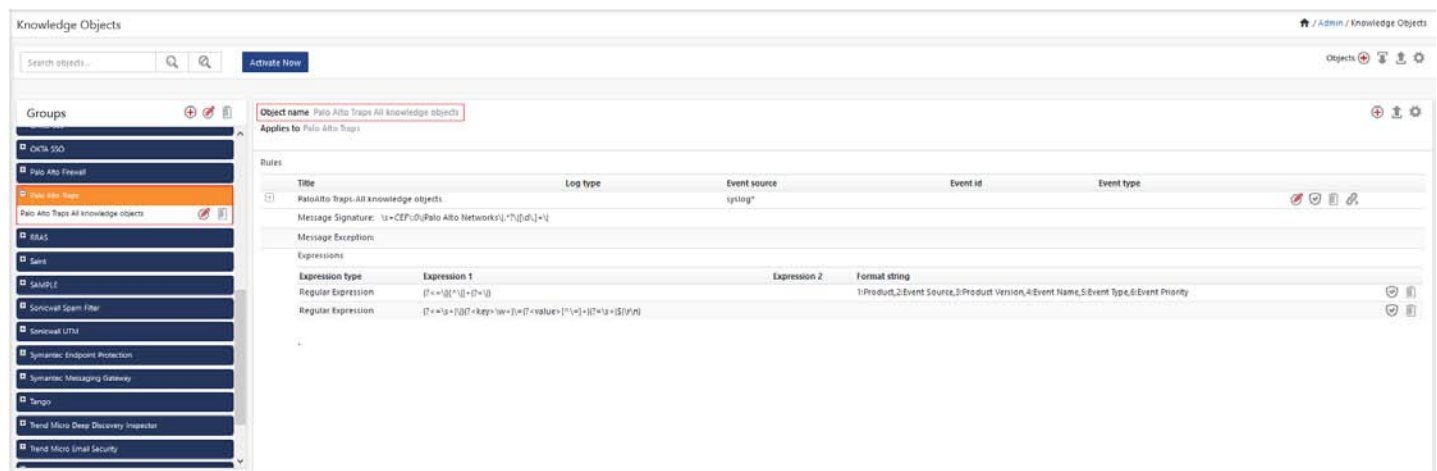 Knowledge Objects
/ Admin / Knowledge Objects
Search objects...
Activate Now
Objects
Groups
OKTA SSO
Palo Alto Firewall
Palo Alto Traps
Palo Alto Traps All knowledge objects
RRAS
Saint
SAMPLE
Sonicwall Spam Filter
Sonicwall UTM
Symantec Endpoint Protection
Symantec Messaging Gateway
Tango
Trend Micro Deep Discovery Inspector
Trend Micro Email Security
Object name Palo Alto Traps All knowledge objects
Applies to Palo Alto Traps
Rules
Title Log type Event source Event id Event type
PaloAlto Traps-All knowledge objects syslog*
Message Signature: \s+CEF\:0\|Palo Alto Networks\|.*?\|[\d\.]+\|
Message Exception:
Expressions
Expression type Expression 1 Expression 2 Format string
Regular Expression (?<=\|)[^\|]+(?=\|) 1:Product,2:Event Source,3:Product Version,4:Event Name,5:Event Type,6:Event Priority
Regular Expression